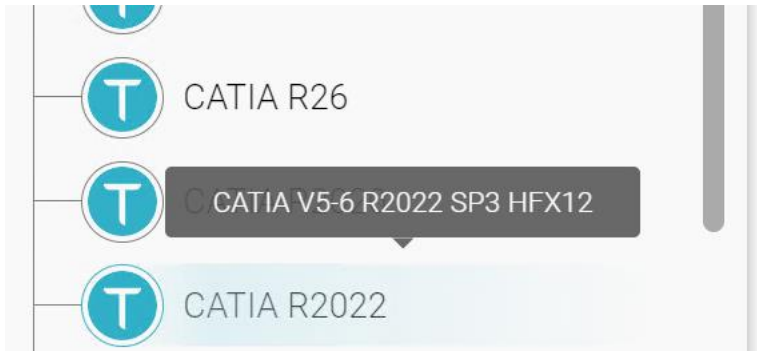 T
T CATIA R26
T CATIA V5-6 R2022 SP3 HFX12
T CATIA R2022